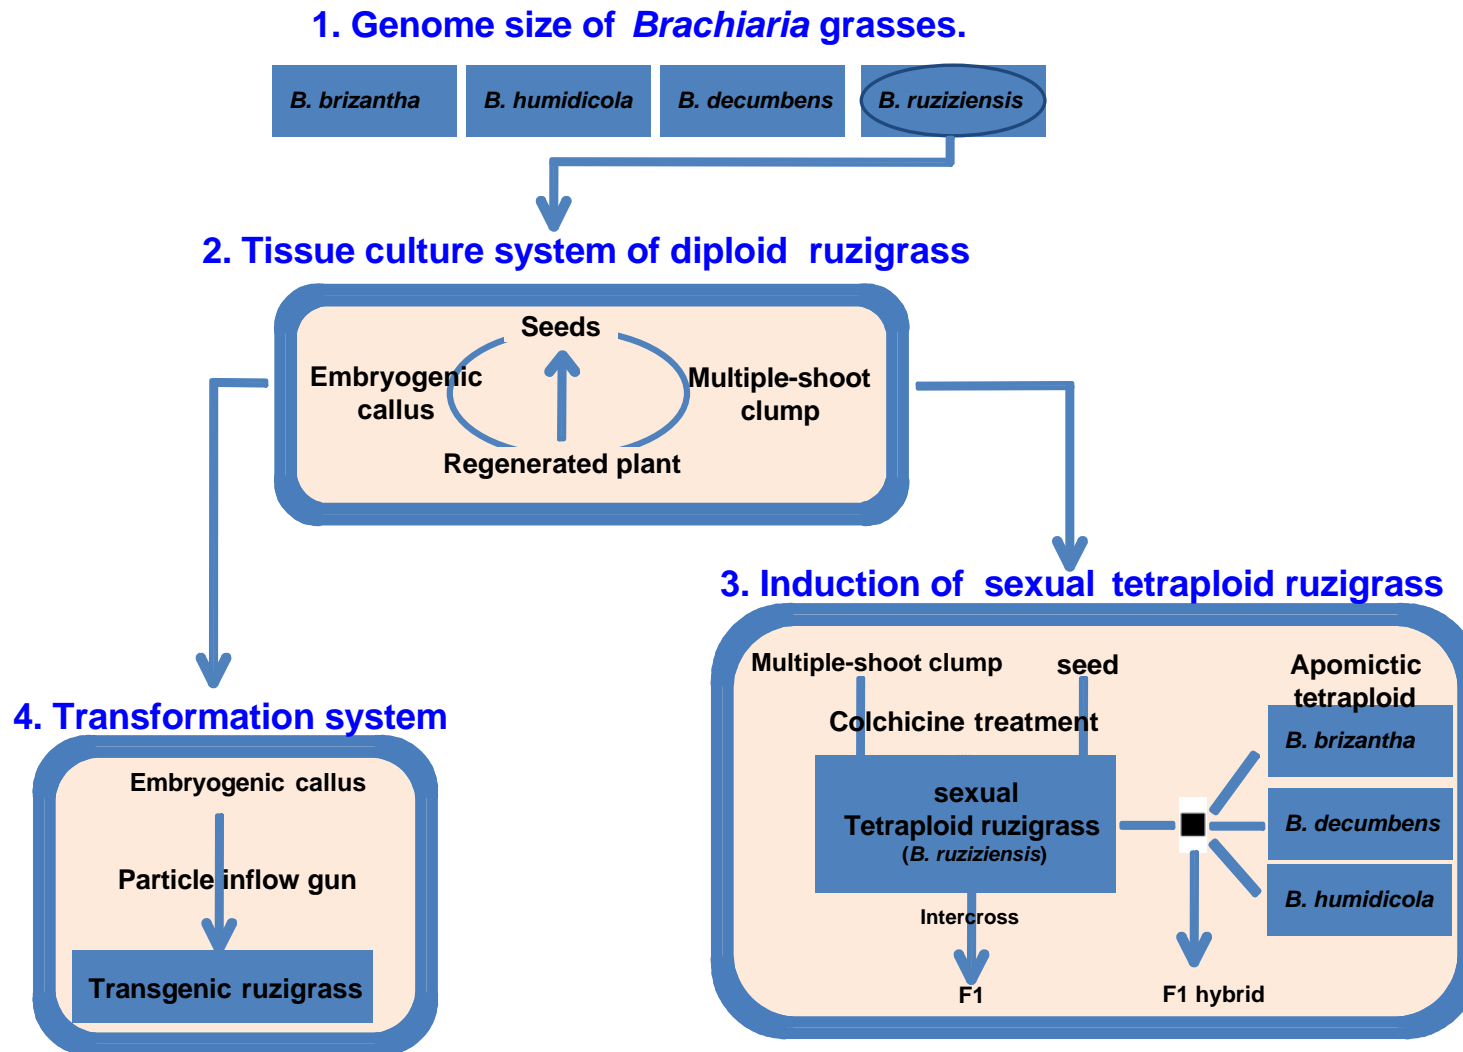 1. Genome size of Brachiaria grasses.
B. brizantha
B. humidicola
B. decumbens
B. ruziziensis
2. Tissue culture system of diploid ruzigrass
Seeds
Embryogenic
callus
Multiple-shoot
clump
Regenerated plant
3. Induction of sexual tetraploid ruzigrass
Multiple-shoot clump
seed
Apomictic
tetraploid
Colchicine treatment
B. brizantha
sexual
Tetraploid ruzigrass
(B. ruziziensis)
B. decumbens
B. humidicola
Intercross
F1
F1 hybrid
4. Transformation system
Embryogenic callus
Particle inflow gun
Transgenic ruzigrass